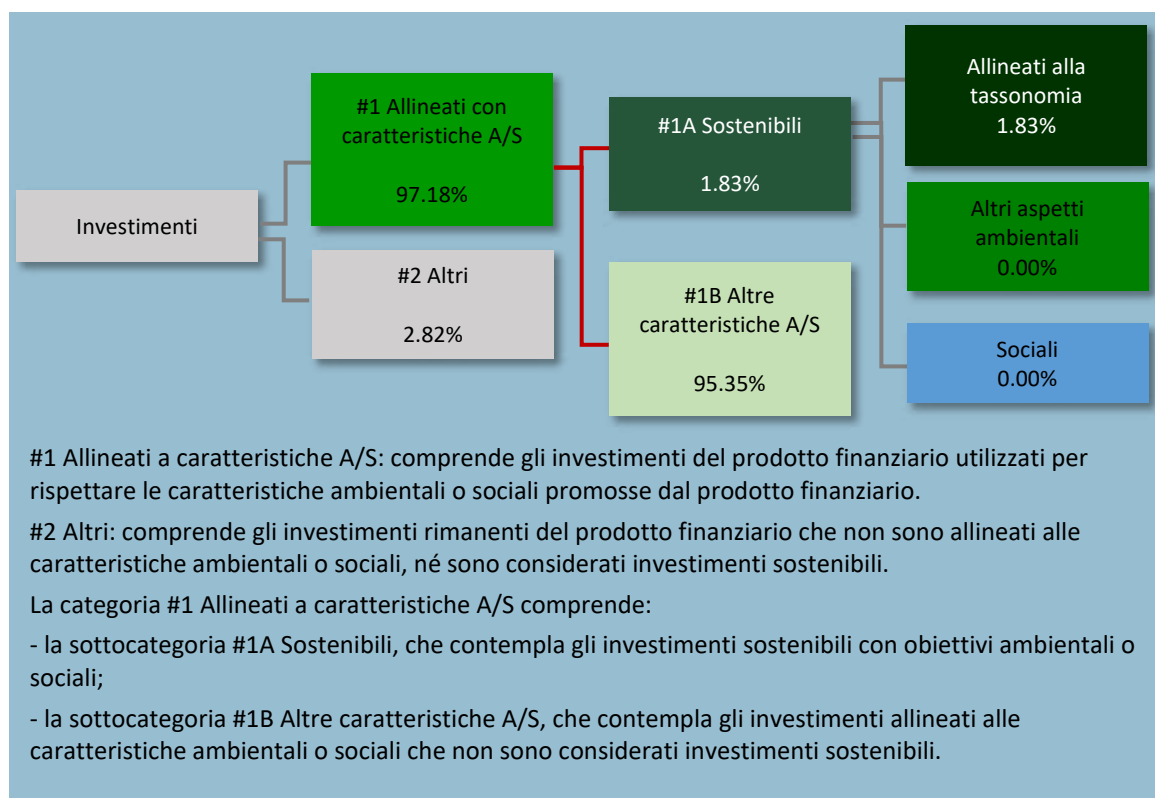 Investimenti
#1 Allineati con
caratteristiche A/S
97.18%
#2 Altri
2.82%
#1A Sostenibili
1.83%
#1B Altre
caratteristiche A/S
95.35%
Allineati alla
tassonomia
1.83%
Altri aspetti
ambientali
0.00%
Sociali
0.00%
#1 Allineati a caratteristiche A/S: comprende gli investimenti del prodotto finanziario utilizzati per
rispettare le caratteristiche ambientali o sociali promosse dal prodotto finanziario.
#2 Altri: comprende gli investimenti rimanenti del prodotto finanziario che non sono allineati alle
caratteristiche ambientali o sociali, né sono considerati investimenti sostenibili.
La categoria #1 Allineati a caratteristiche A/S comprende:
- la sottocategoria #1A Sostenibili, che contempla gli investimenti sostenibili con obiettivi ambientali o
sociali;
- la sottocategoria #1B Altre caratteristiche A/S, che contempla gli investimenti allineati alle
caratteristiche ambientali o sociali che non sono considerati investimenti sostenibili.